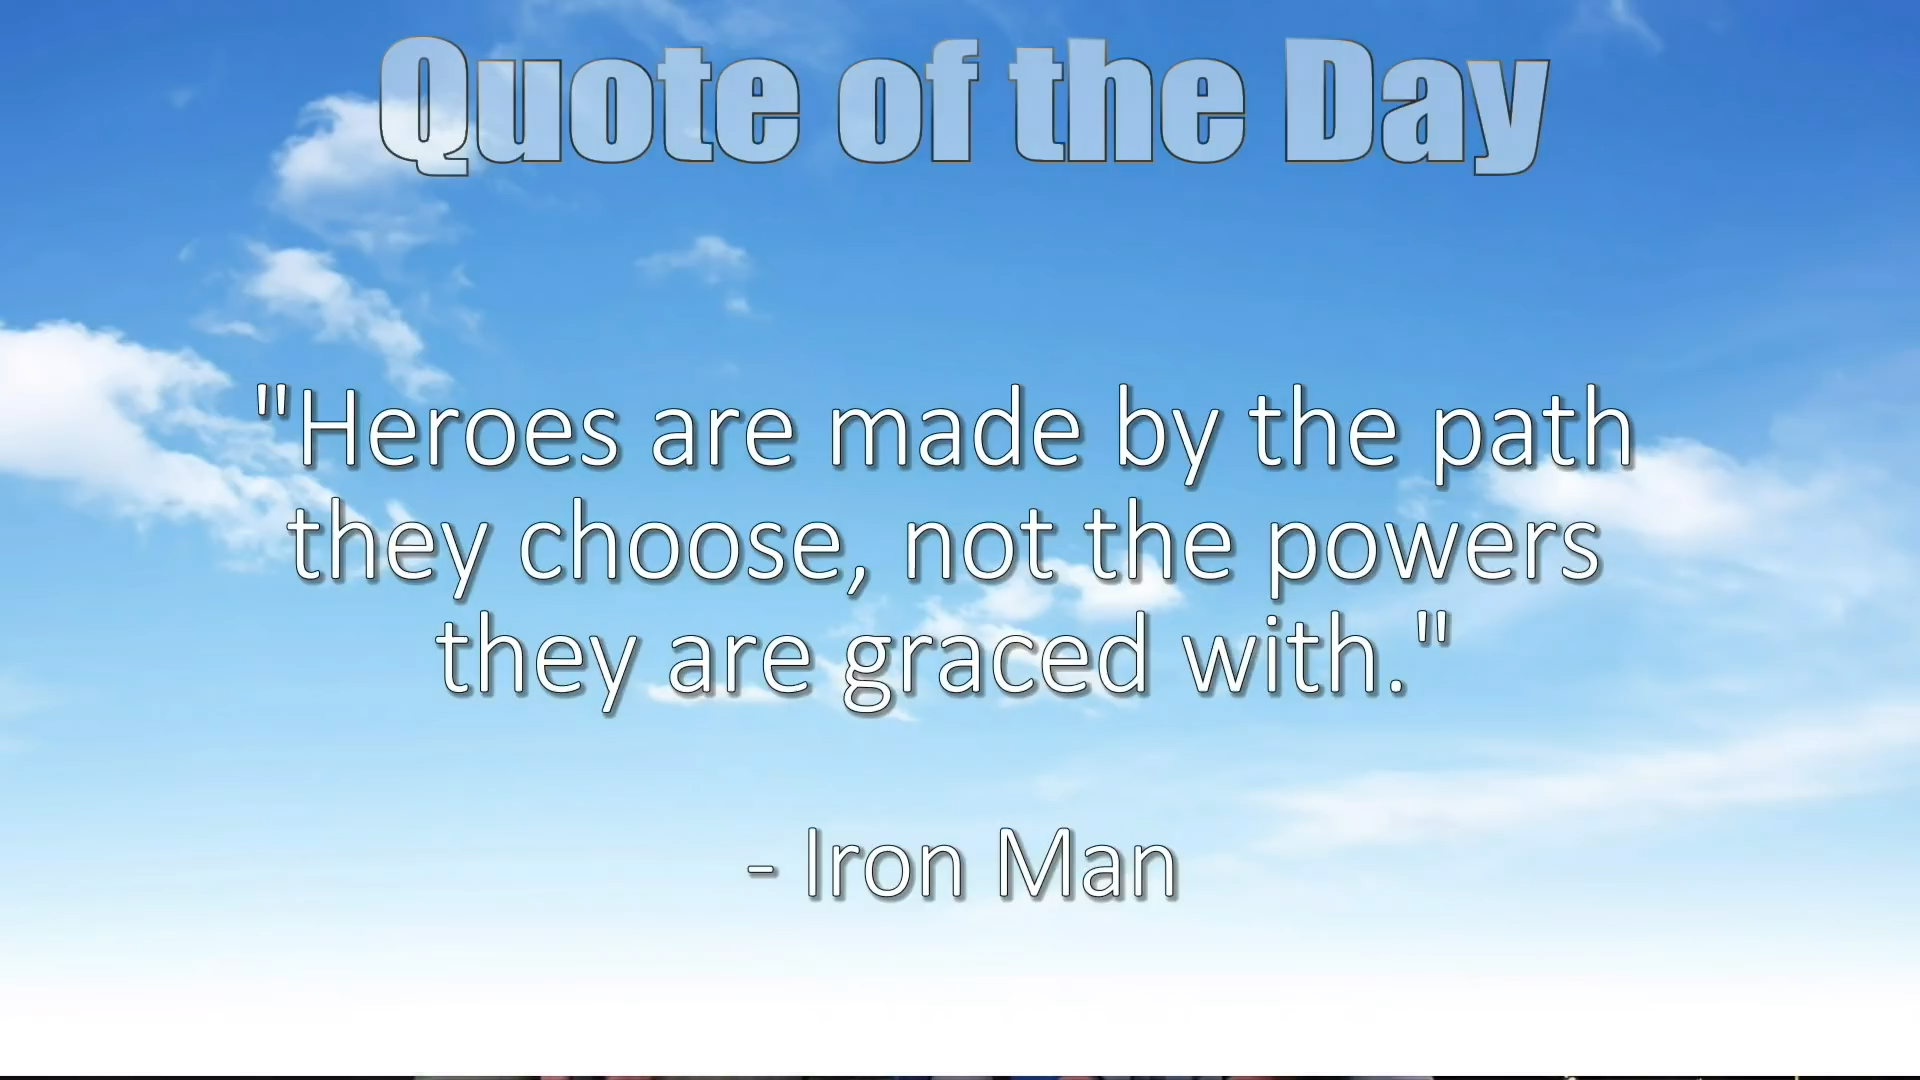 Quote of the Day
"Heroes are made by the path
they choose, not the powers
they are graced with."
- Iron Man